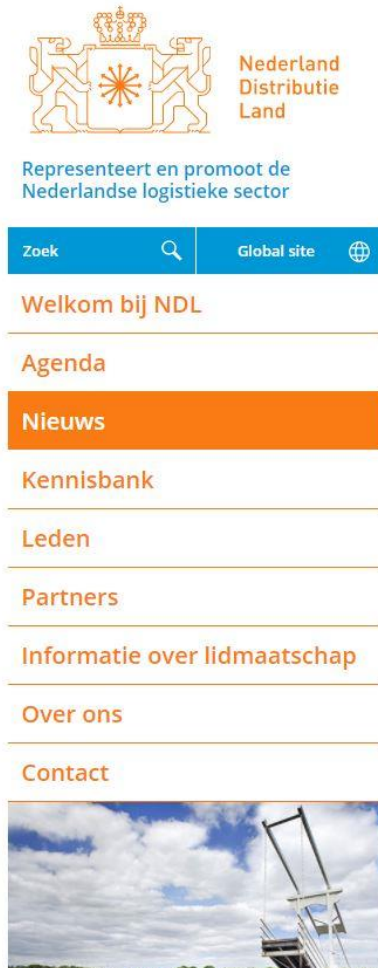 Nederland
Distributie
Land
Representeert en promoot de
Nederlandse logistieke sector
Zoek
Global site
Welkom bij NDL
Agenda
Nieuws
Kennisbank
Leden
Partners
Informatie over lidmaatschap
Over ons
Contact